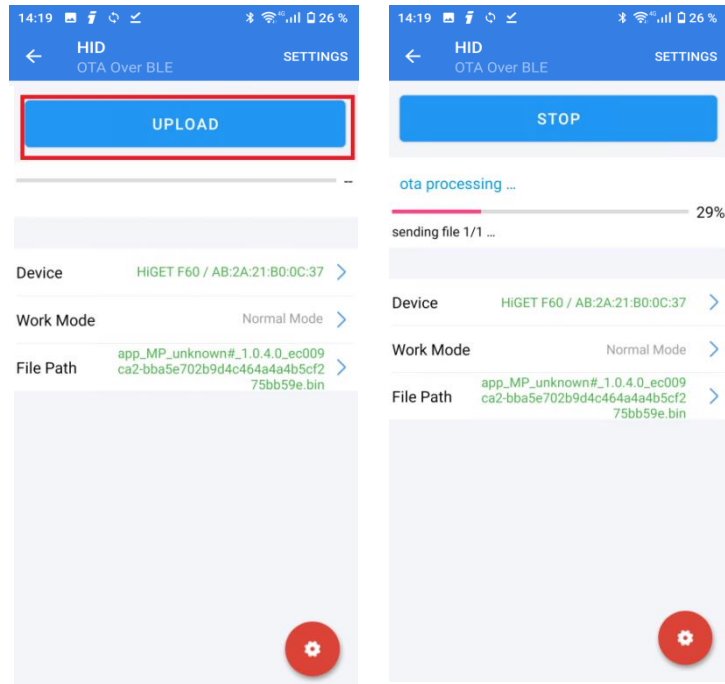 14:19 26 %
HID
OTA Over BLE
SETTINGS
UPLOAD
--
Device HiGET F60 / AB:2A:21:B0:0C:37
Work Mode Normal Mode
File Path app_MP_unknown#_1.0.4.0_ec009
ca2-bba5e702b9d4c464a4a4b5cf2
75bb59e.bin
14:19 26 %
HID
OTA Over BLE
SETTINGS
STOP
ota processing ...
29%
sending file 1/1 ...
Device HiGET F60 / AB:2A:21:B0:0C:37
Work Mode Normal Mode
File Path app_MP_unknown#_1.0.4.0_ec009
ca2-bba5e702b9d4c464a4a4b5cf2
75bb59e.bin